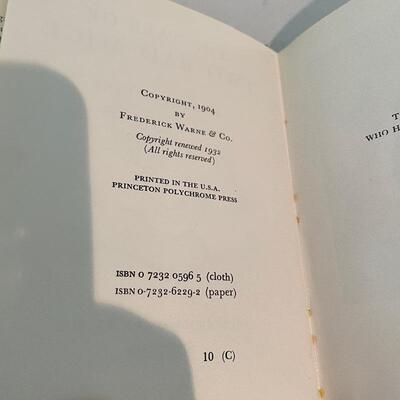 COPYRIGHT, 1904
BY
FREDERICK WARNE & CO.
Copyright renewed 1932
(All rights reserved)
PRINTED IN THE U.S.A.
PRINCETON POLYCHROME PRESS
ISBN 0 7232 0596 5 (cloth)
ISBN 0-7232-6229-2 (paper)
10 (C)
T
WHO H